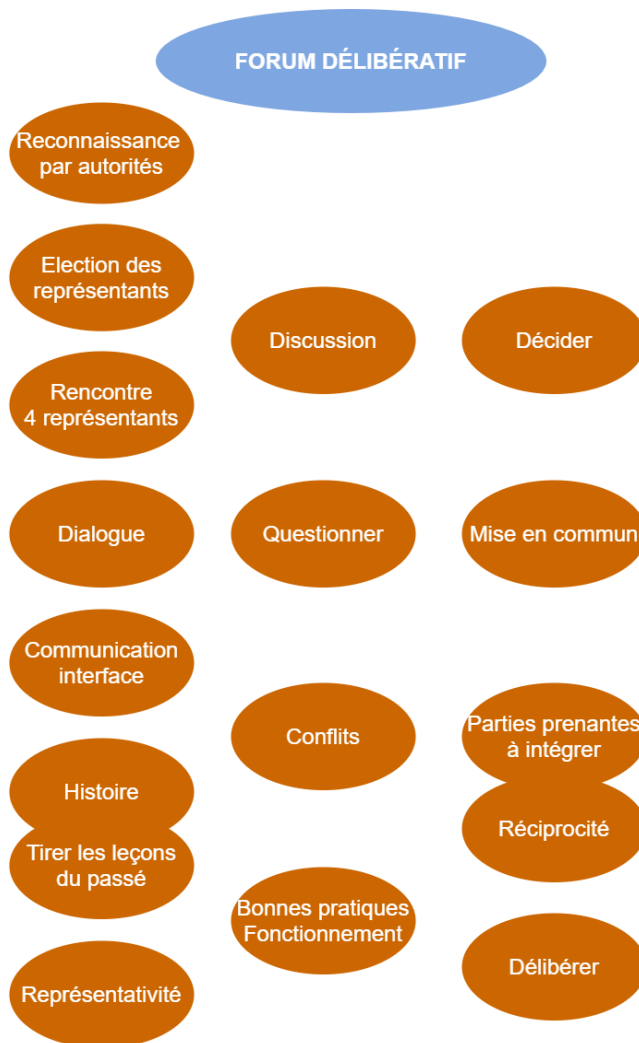 FORUM DÉLIBÉRATIF
Reconnaissance
par autorités
Election des
représentants
Rencontre
4 représentants
Dialogue
Communication
interface
Histoire
Tirer les leçons
du passé
Représentativité
Discussion
Questionner
Conflits
Bonnes pratiques
Fonctionnement
Décider
Mise en commun
Parties prenantes
à intégrer
Réciprocité
Délibérer